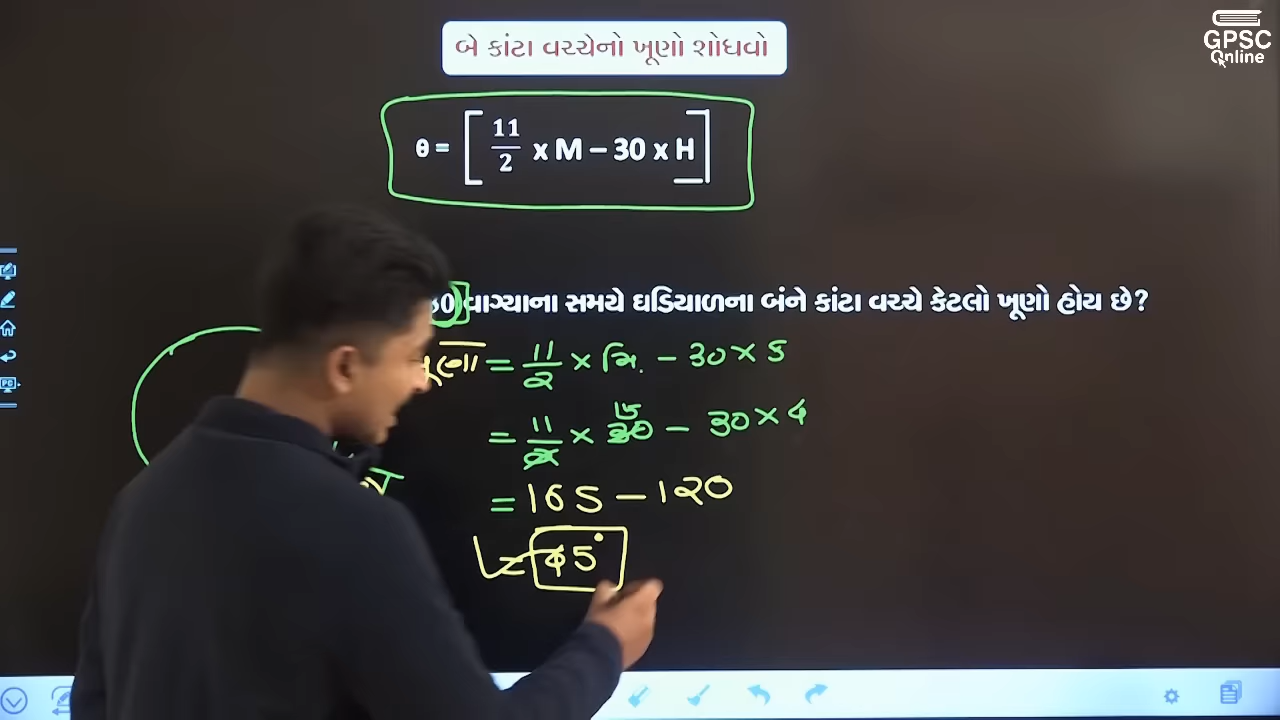 GPSC
Online
બે કાંટા વચ્ચેનો ખૂણો શોધવો
θ = [ 11/2 x M – 30 x H ]
વાગ્યાના સમયે ઘડિયાળના બંને કાંટા વચ્ચે કેટલો ખૂણો હોય છે?
= 11/2 × મિ. – 30 × ક
= 11/2 × 30 – 30 × 4
= 165 – 120
= 45°